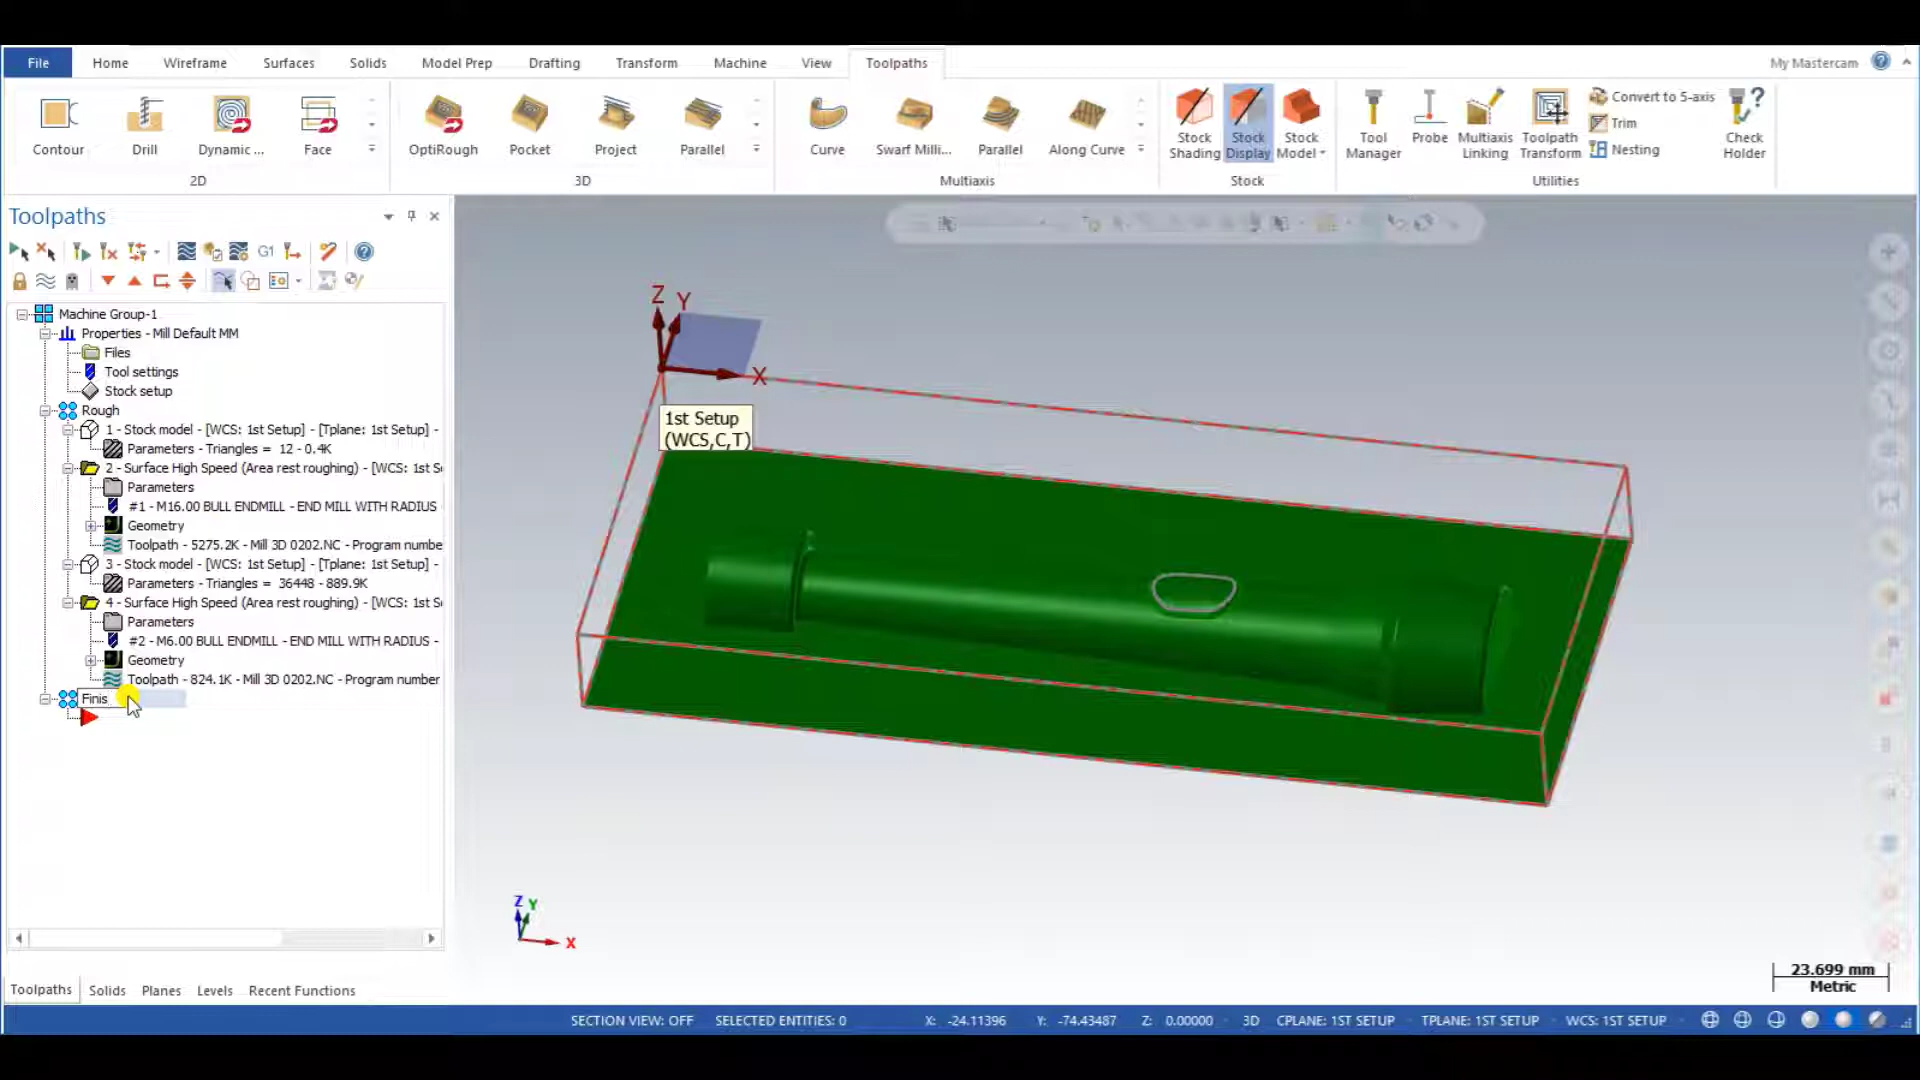 File Home Wireframe Surfaces Solids Model Prep Drafting Transform Machine View Toolpaths My Mastercam
Contour Drill Dynamic ... Face
2D
OptiRough Pocket Project Parallel
3D
Curve Swarf Milli... Parallel Along Curve
Multiaxis
Stock Shading
Stock Display
Stock Model
Stock
Tool Manager
Probe
Multiaxis Linking
Toolpath Transform
Convert to 5-axis
Trim
Nesting
Check Holder
Utilities
Toolpaths
G1
Machine Group-1
Properties - Mill Default MM
Files
Tool settings
Stock setup
Rough
1 - Stock model - [WCS: 1st Setup] - [Tplane: 1st Setup] -
Parameters - Triangles = 12 - 0.4K
2 - Surface High Speed (Area rest roughing) - [WCS: 1st S
Parameters
#1 - M16.00 BULL ENDMILL - END MILL WITH RADIUS -
Geometry
Toolpath - 5275.2K - Mill 3D 0202.NC - Program numbe
3 - Stock model - [WCS: 1st Setup] - [Tplane: 1st Setup] -
Parameters - Triangles = 36448 - 889.9K
4 - Surface High Speed (Area rest roughing) - [WCS: 1st S
Parameters
#2 - M6.00 BULL ENDMILL - END MILL WITH RADIUS -
Geometry
Toolpath - 824.1K - Mill 3D 0202.NC - Program number
Finis
Z Y
X
1st Setup
(WCS,C,T)
Z Y
X
23.699 mm
Metric
Toolpaths Solids Planes Levels Recent Functions
SECTION VIEW: OFF SELECTED ENTITIES: 0 X: -24.11396 Y: -74.43487 Z: 0.00000 3D CPLANE: 1ST SETUP TPLANE: 1ST SETUP WCS: 1ST SETUP